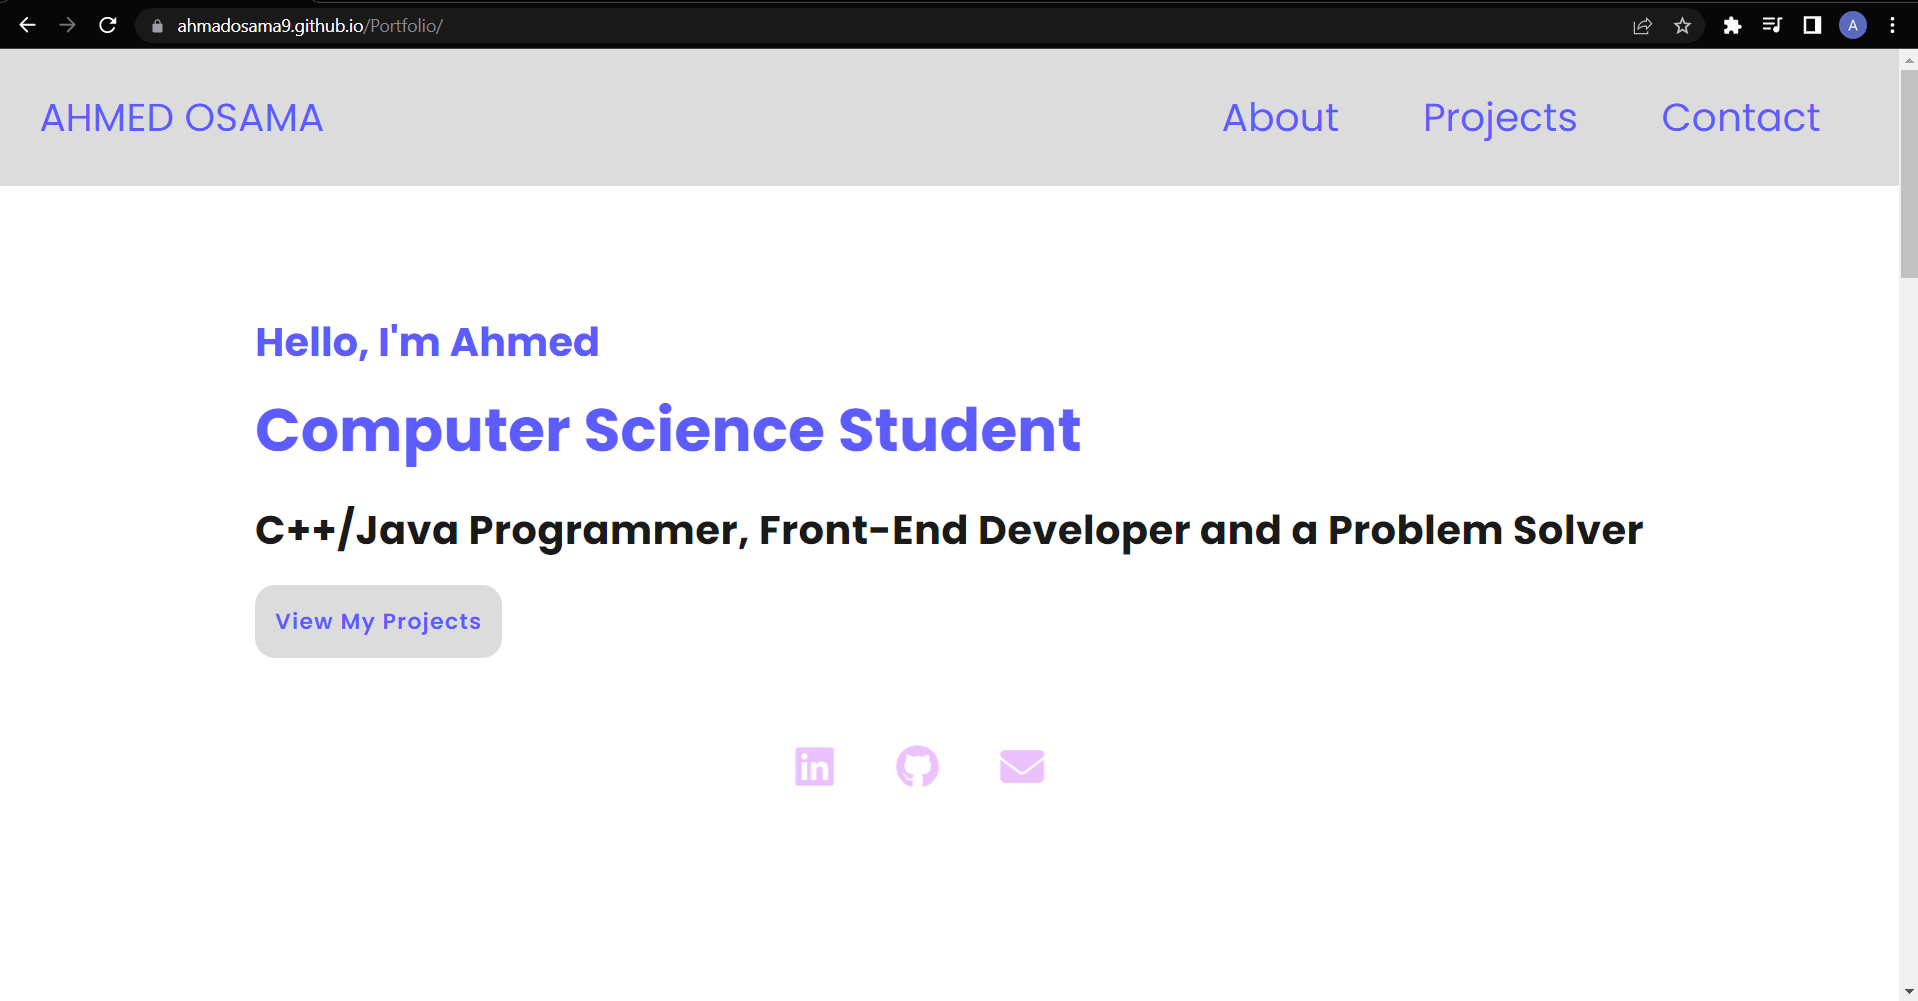 ahmadosama9.github.io/Portfolio/
A
AHMED OSAMA
About
Projects
Contact
Hello, I'm Ahmed
Computer Science Student
C++/Java Programmer, Front-End Developer and a Problem Solver
View My Projects
in